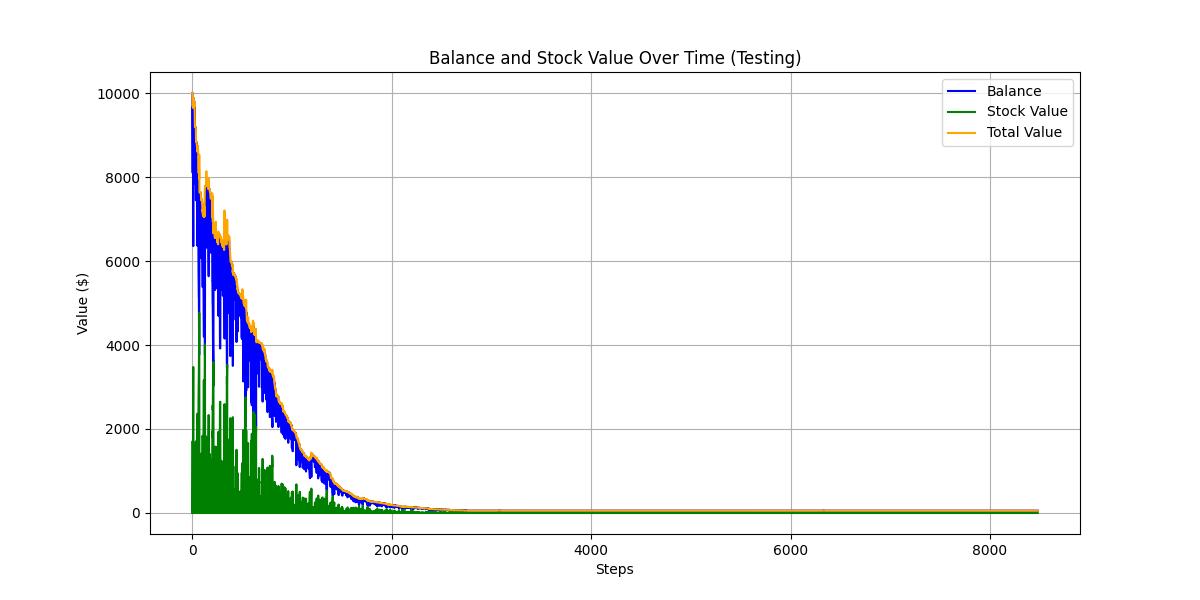 Balance and Stock Value Over Time (Testing)
Balance
Stock Value
Total Value
Value ($)
10000
8000
6000
4000
2000
0
0 2000 4000 6000 8000
Steps